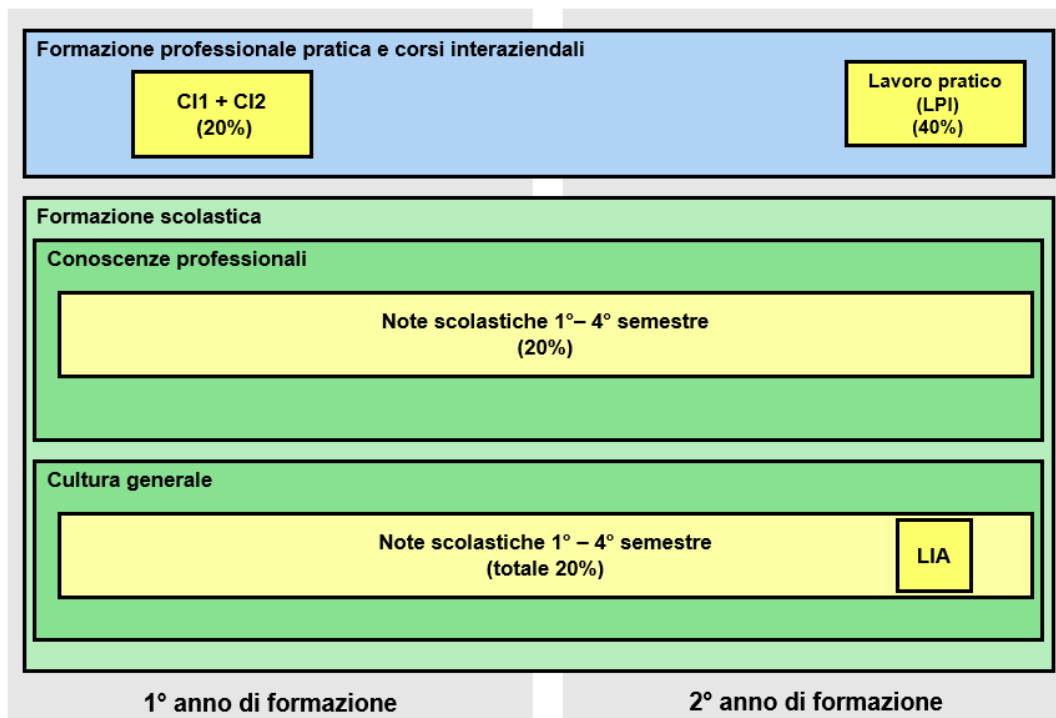 Formazione professionale pratica e corsi interaziendali
CI1 + CI2
(20%)
Lavoro pratico
(LPI)
(40%)
Formazione scolastica
Conoscenze professionali
Note scolastiche 1°– 4° semestre
(20%)
Cultura generale
Note scolastiche 1° – 4° semestre
(totale 20%)
LIA
1° anno di formazione
2° anno di formazione